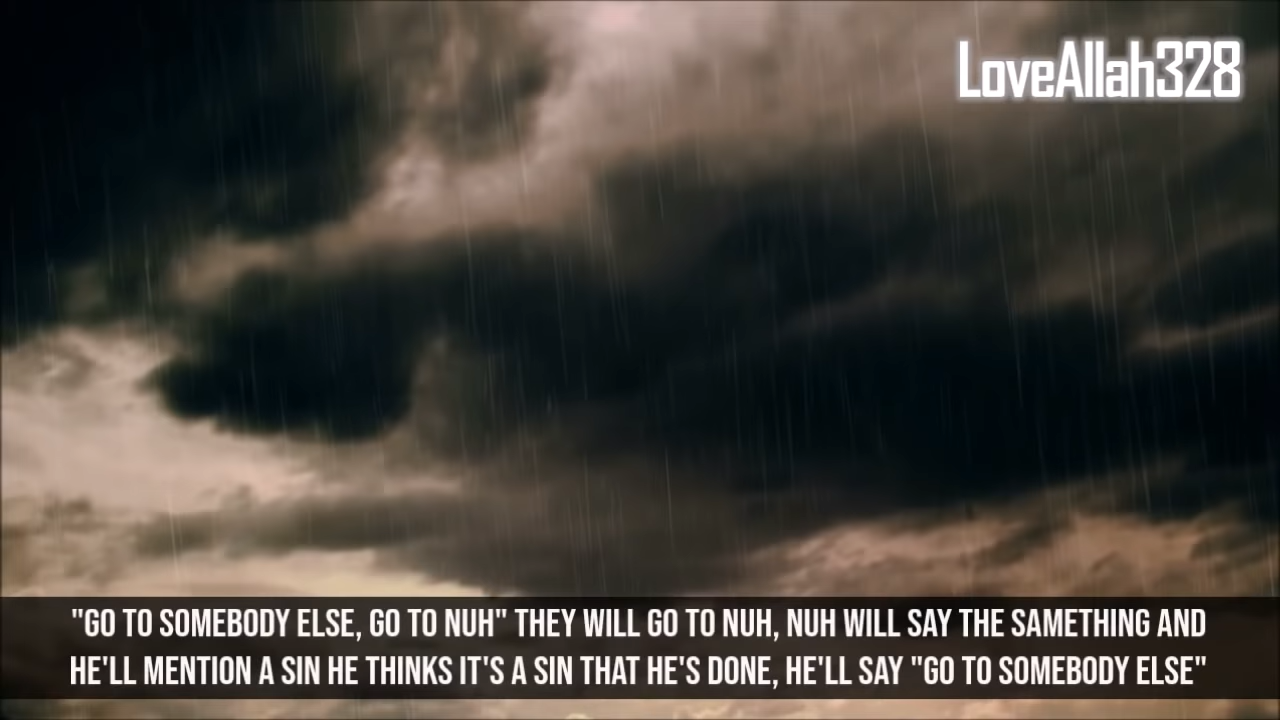 LoveAllah328
"GO TO SOMEBODY ELSE, GO TO NUH" THEY WILL GO TO NUH, NUH WILL SAY THE SAMETHING AND
HE'LL MENTION A SIN HE THINKS IT'S A SIN THAT HE'S DONE, HE'LL SAY "GO TO SOMEBODY ELSE"